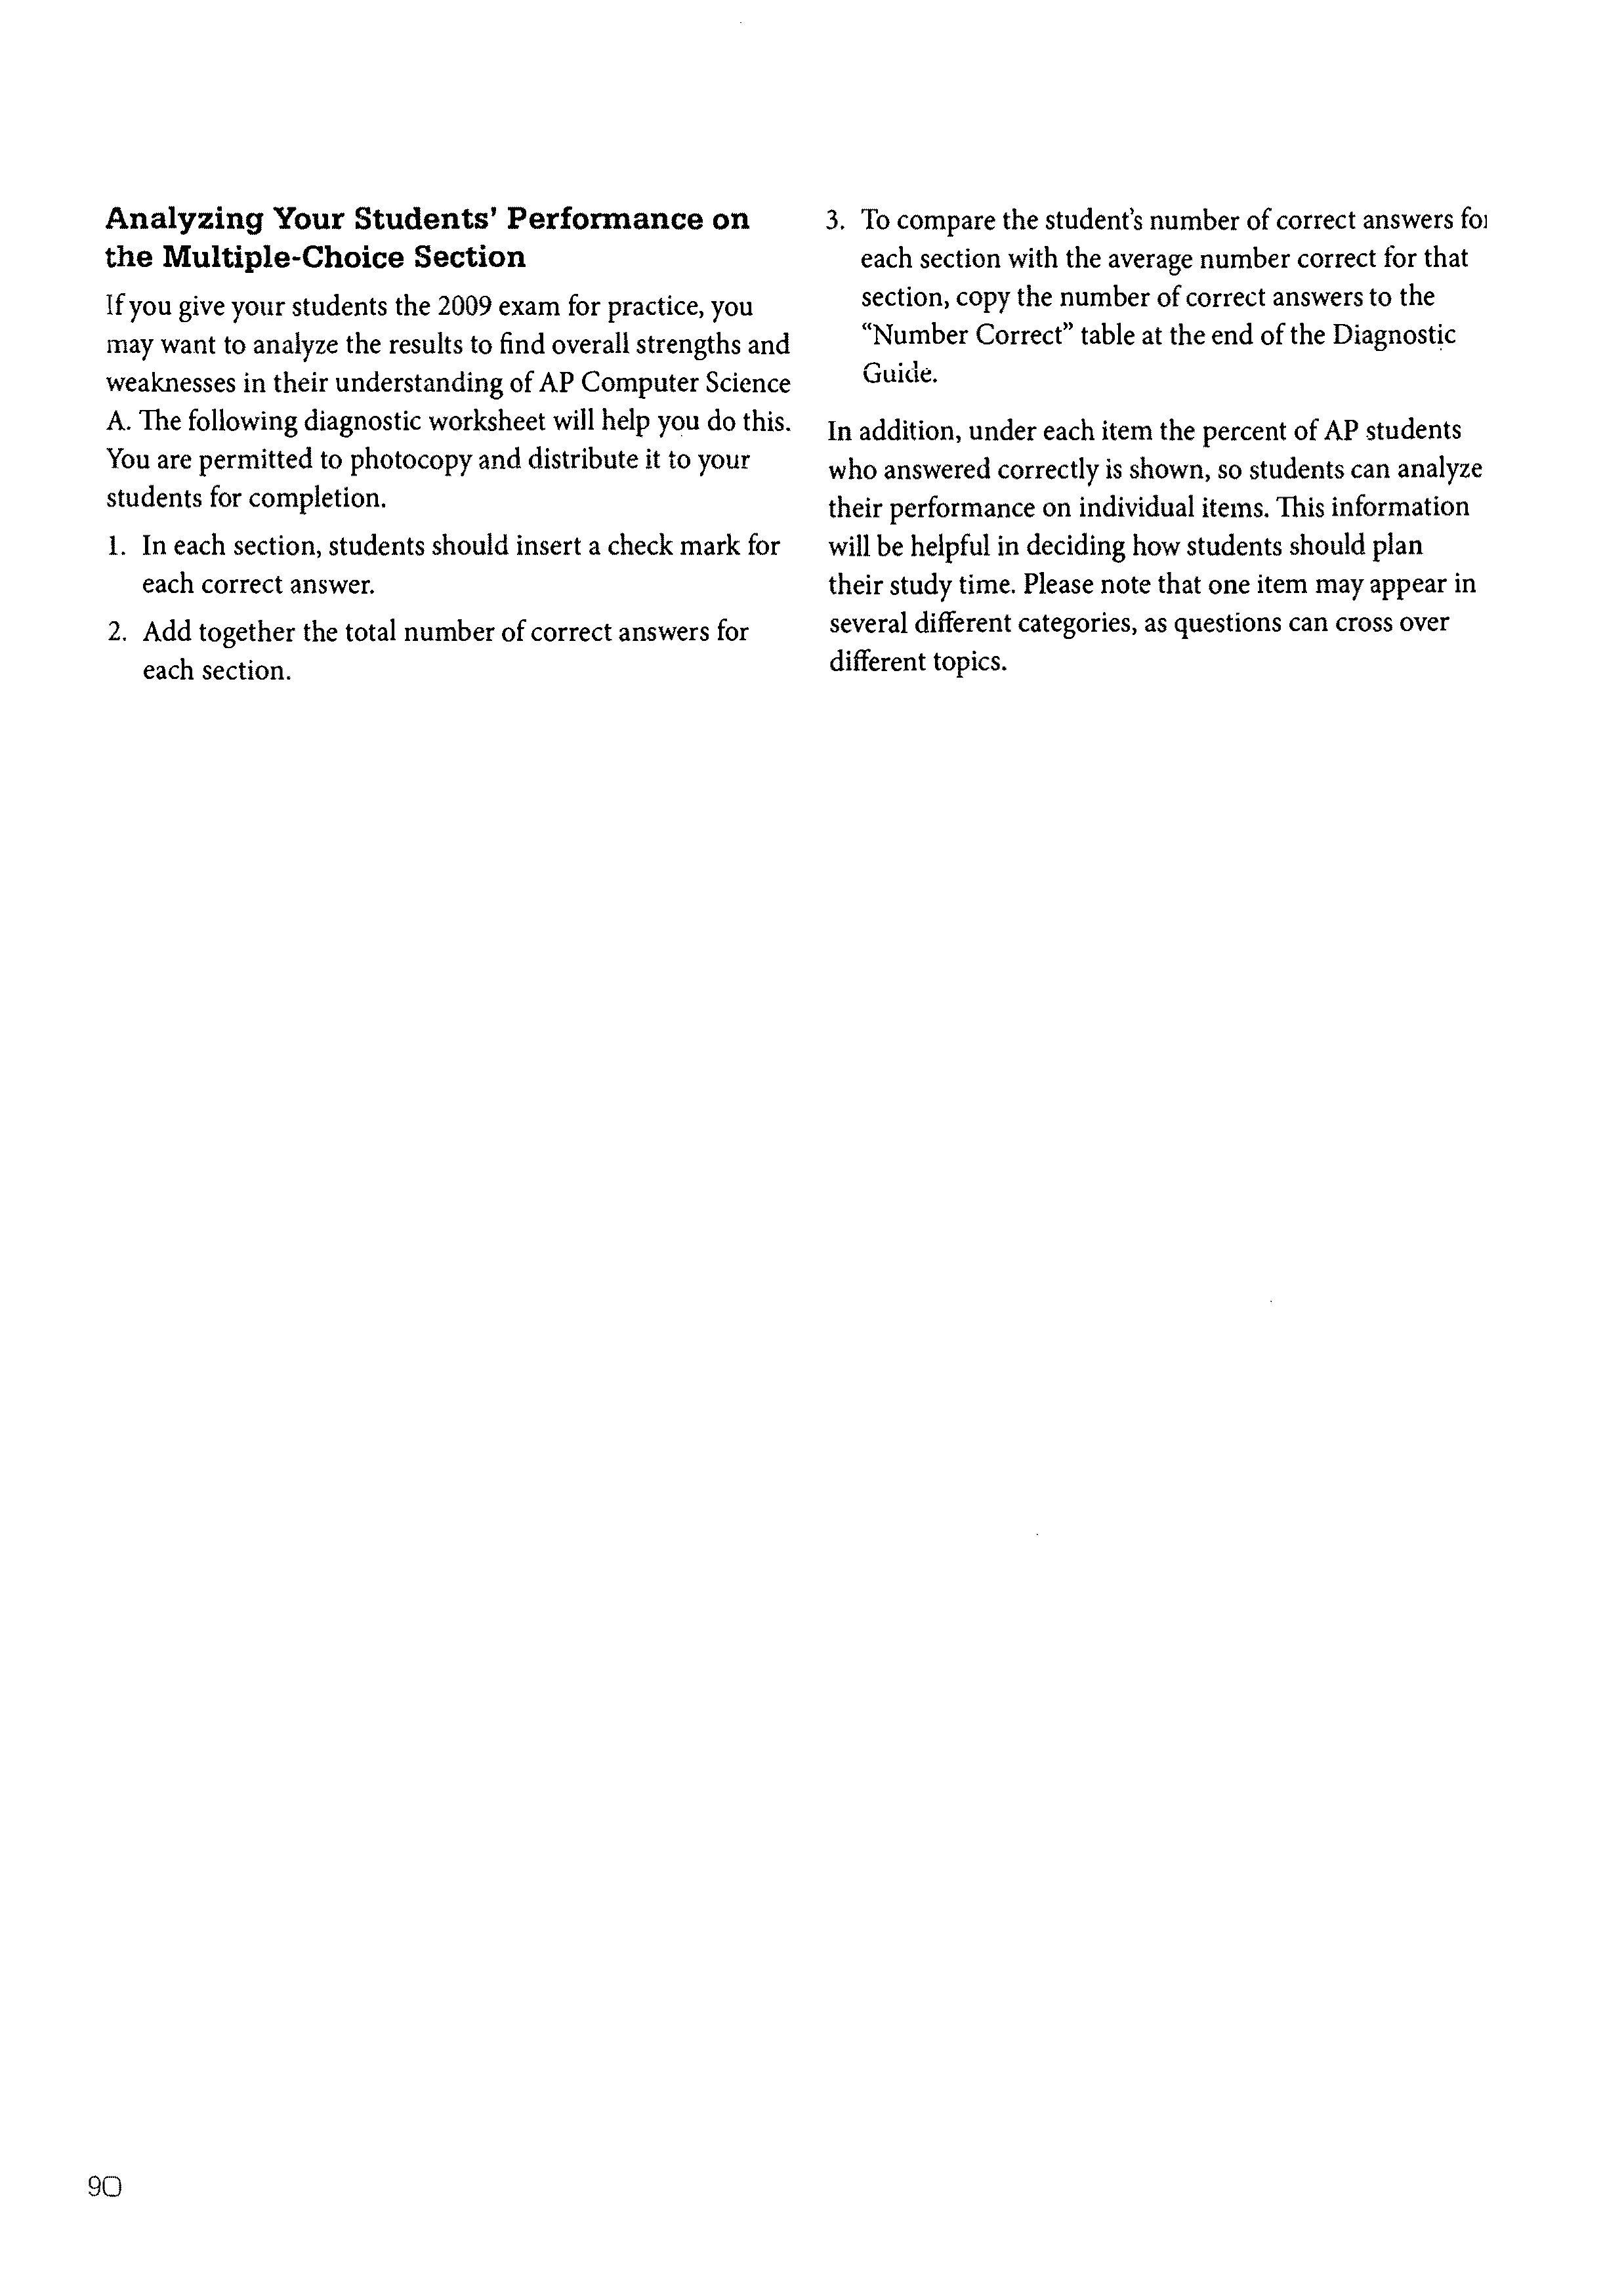 Analyzing Your Students' Performance on
the Multiple-Choice Section
If you give your students the 2009 exam for practice, you
may want to analyze the results to find overall strengths and
weaknesses in their understanding of AP Computer Science
A. The following diagnostic worksheet will help you do this.
You are permitted to photocopy and distribute it to your
students for completion.
1. In each section, students should insert a check mark for
each correct answer.
2. Add together the total number of correct answers for
each section.
3. To compare the student's number of correct answers for
each section with the average number correct for that
section, copy the number of correct answers to the
“Number Correct” table at the end of the Diagnostic
Guide.
In addition, under each item the percent of AP students
who answered correctly is shown, so students can analyze
their performance on individual items. This information
will be helpful in deciding how students should plan
their study time. Please note that one item may appear in
several different categories, as questions can cross over
different topics.
90